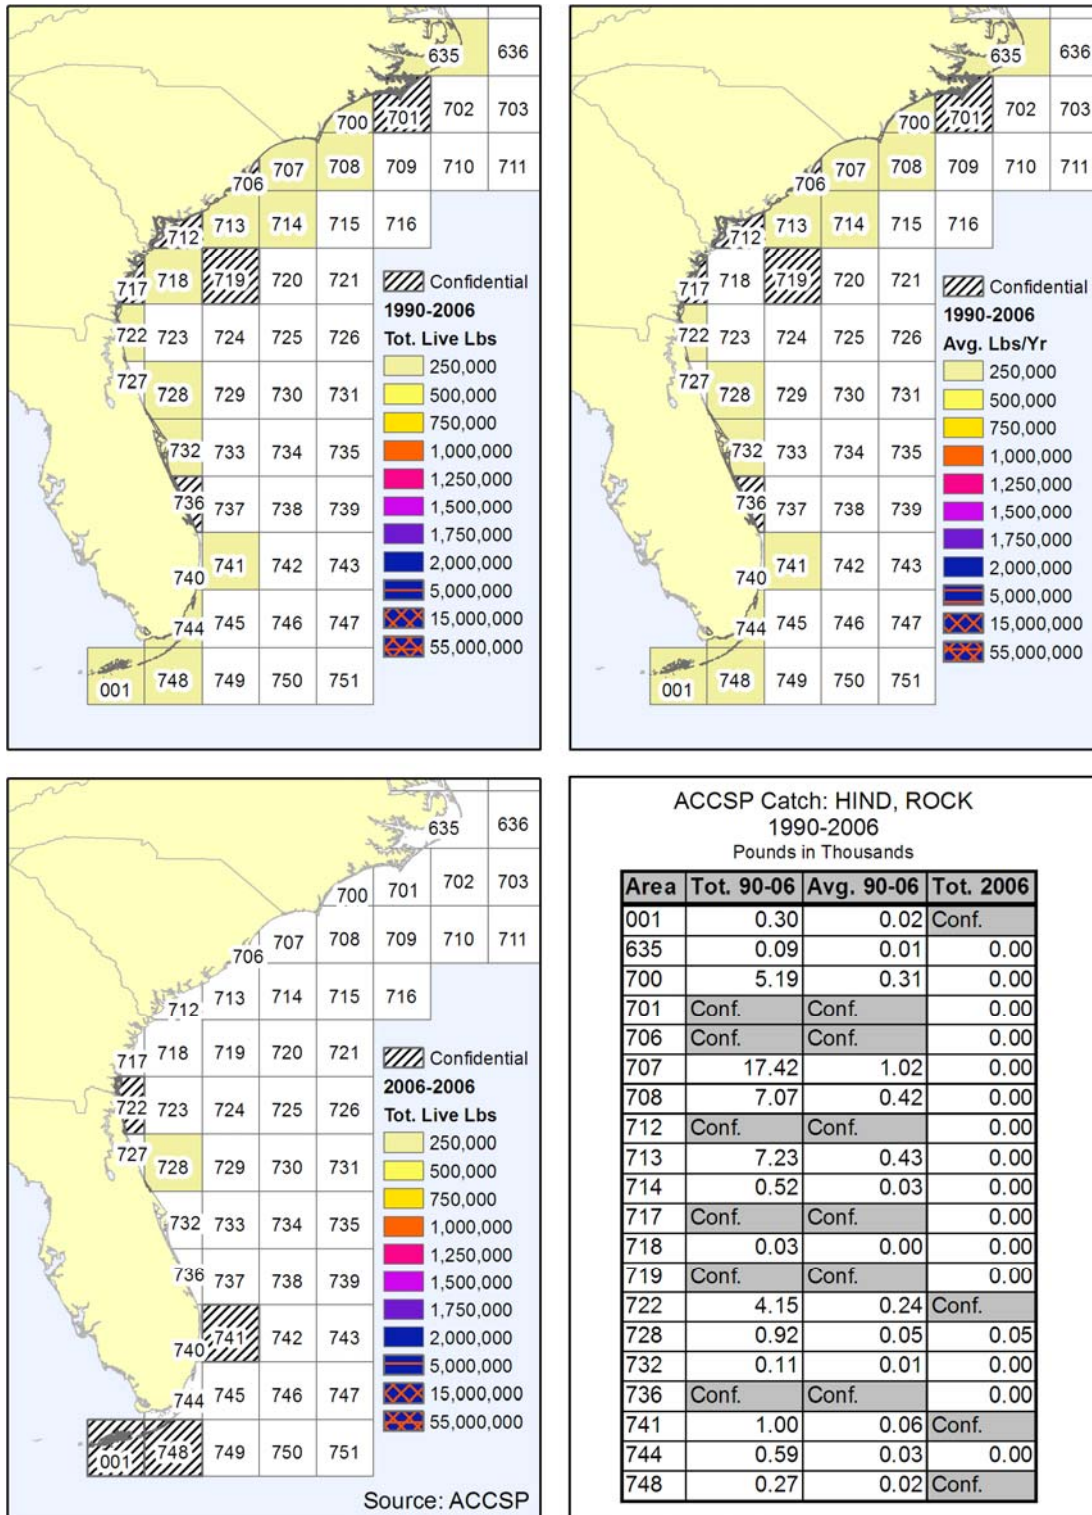 635 636
700 701 702 703
706 707 708 709 710 711
712 713 714 715 716
717 718 719 720 721
722 723 724 725 726
727 728 729 730 731
732 733 734 735
736 737 738 739
740 741 742 743
744 745 746 747
001 748 749 750 751
Confidential
1990-2006
Tot. Live Lbs
250,000
500,000
750,000
1,000,000
1,250,000
1,500,000
1,750,000
2,000,000
5,000,000
15,000,000
55,000,000
635 636
700 701 702 703
706 707 708 709 710 711
712 713 714 715 716
717 718 719 720 721
722 723 724 725 726
727 728 729 730 731
732 733 734 735
736 737 738 739
740 741 742 743
744 745 746 747
001 748 749 750 751
Confidential
1990-2006
Avg. Lbs/Yr
250,000
500,000
750,000
1,000,000
1,250,000
1,500,000
1,750,000
2,000,000
5,000,000
15,000,000
55,000,000
635 636
700 701 702 703
706 707 708 709 710 711
712 713 714 715 716
717 718 719 720 721
722 723 724 725 726
727 728 729 730 731
732 733 734 735
736 737 738 739
740 741 742 743
744 745 746 747
001 748 749 750 751
Confidential
2006-2006
Tot. Live Lbs
250,000
500,000
750,000
1,000,000
1,250,000
1,500,000
1,750,000
2,000,000
5,000,000
15,000,000
55,000,000
Source: ACCSP
ACCSP Catch: HIND, ROCK
1990-2006
Pounds in Thousands
Area Tot. 90-06 Avg. 90-06 Tot. 2006
001 0.30 0.02 Conf.
635 0.09 0.01 0.00
700 5.19 0.31 0.00
701 Conf. Conf. 0.00
706 Conf. Conf. 0.00
707 17.42 1.02 0.00
708 7.07 0.42 0.00
712 Conf. Conf. 0.00
713 7.23 0.43 0.00
714 0.52 0.03 0.00
717 Conf. Conf. 0.00
718 0.03 0.00 0.00
719 Conf. Conf. 0.00
722 4.15 0.24 Conf.
728 0.92 0.05 0.05
732 0.11 0.01 0.00
736 Conf. Conf. 0.00
741 1.00 0.06 Conf.
744 0.59 0.03 0.00
748 0.27 0.02 Conf.